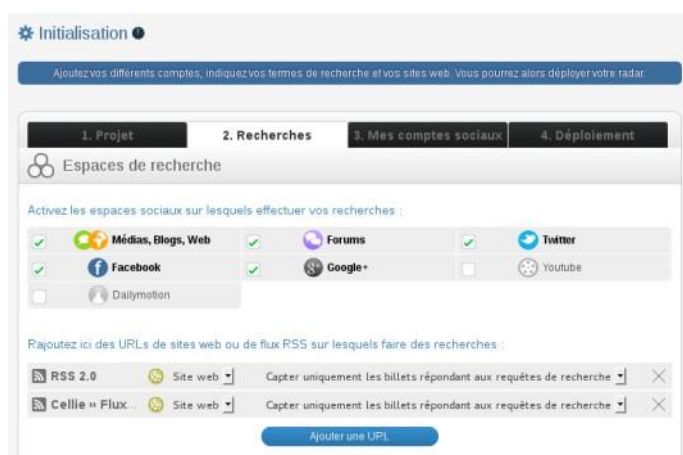 Initialisation
Ajoutez vos différents comptes, indiquez vos termes de recherche et vos sites web. Vous pourrez alors déployer votre radar.
1. Projet 2. Recherches 3. Mes comptes sociaux 4. Déploiement
Espaces de recherche
Activez les espaces sociaux sur lesquels effectuer vos recherches :
Médias, Blogs, Web Forums Twitter
Facebook Google+ Youtube
Dailymotion
Rajoutez ici des URLs de sites web ou de flux RSS sur lesquels faire des recherches :
RSS 2.0 Site web Capter uniquement les billets répondant aux requêtes de recherche
Cellie » Flux... Site web Capter uniquement les billets répondant aux requêtes de recherche
Ajouter une URL